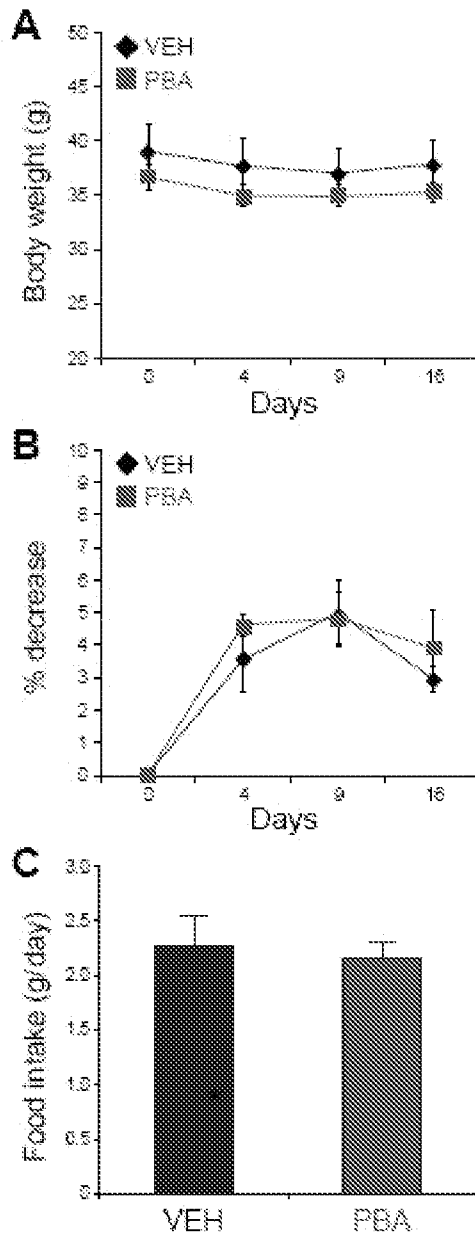 A
VEH
PBA
Body weight (g)
50
45
40
35
30
25
20
0 4 9 16
Days
B
VEH
PBA
% decrease
10
9
8
7
6
5
4
3
2
1
0
0 4 9 16
Days
C
Food intake (g/day)
3.0
2.5
2.0
1.5
1.0
0.5
0
VEH PBA